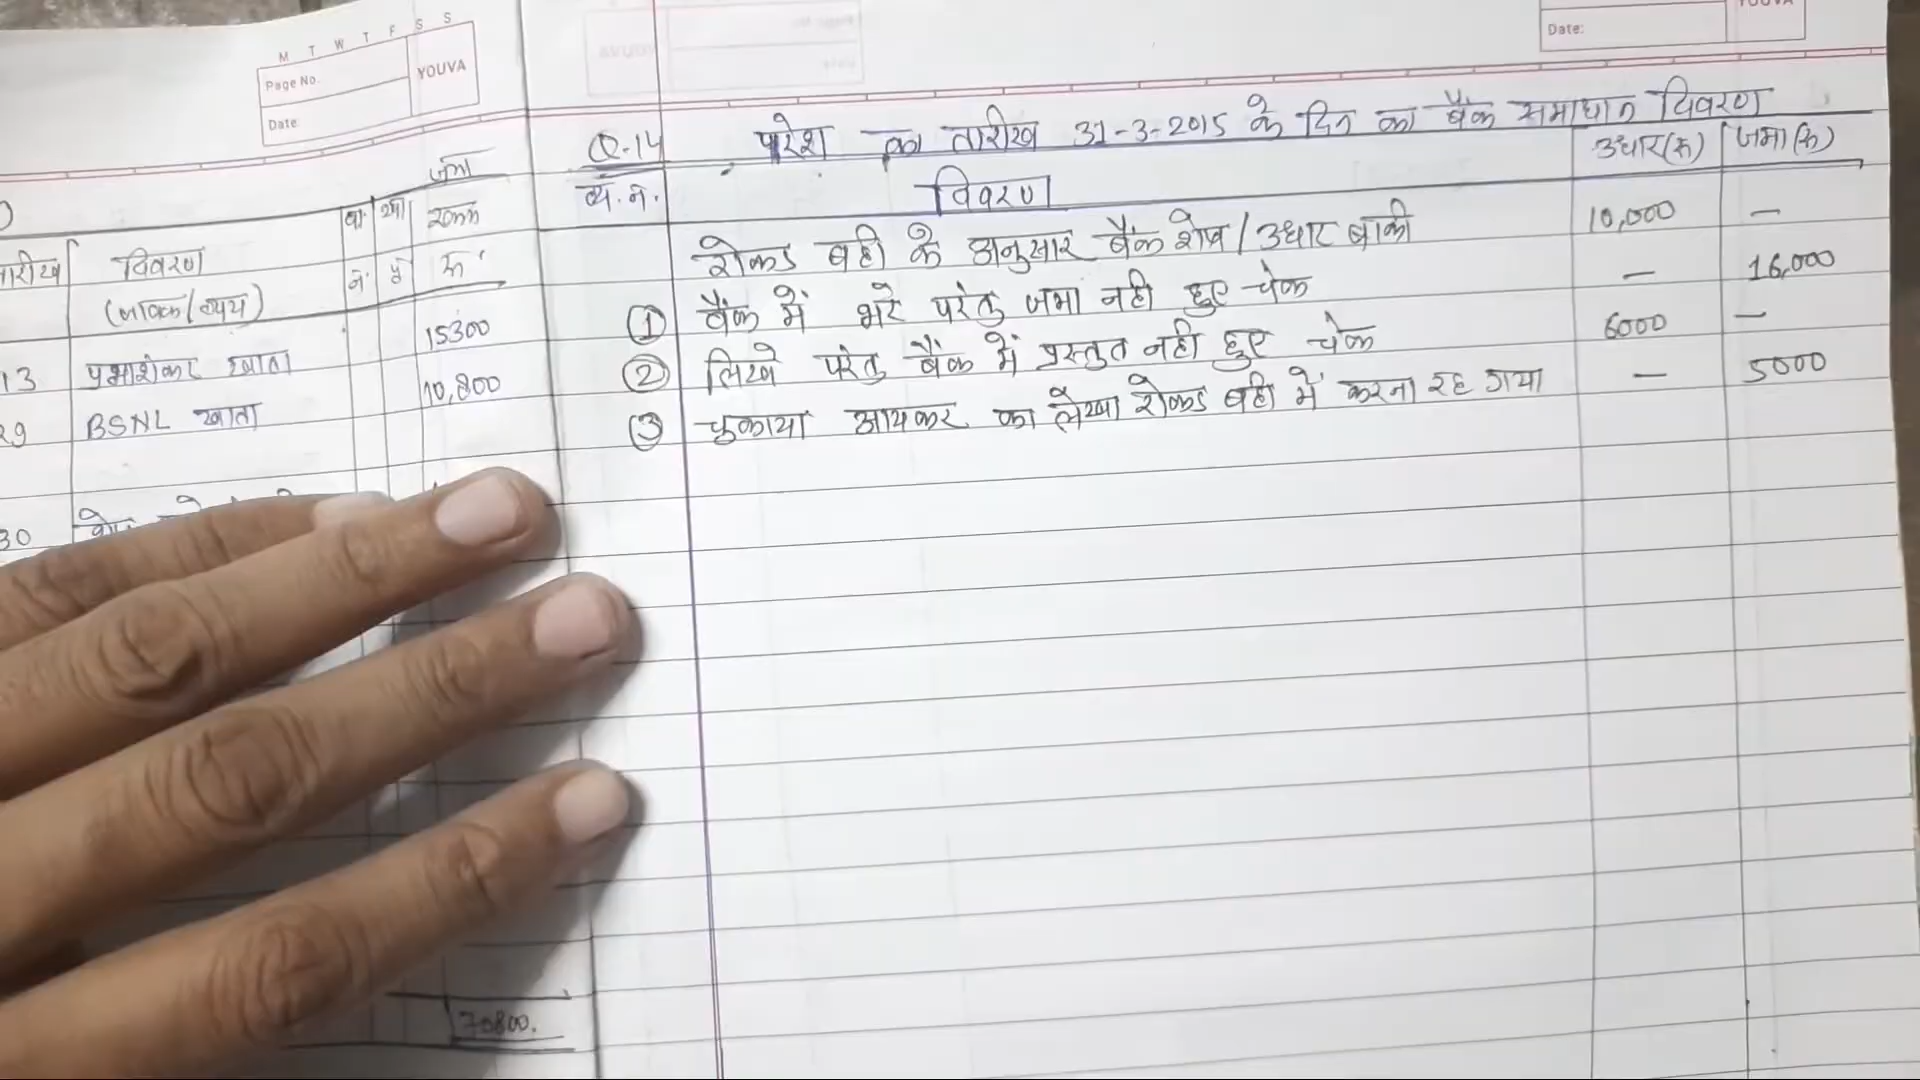 M T W T F S S
Page No.
YOUVA
Date
जमा
तारीख
विवरण
(आवक/व्यय)
रकम
रू.
13 प्रभाशंकर खाता 15300
29 BSNL खाता 10,800
30
70800.
Date:
YOUVA
Q-14 परेश का तारीख 31-3-2015 के दिन का बैंक समाधान विवरण
व्य.नं. विवरण उधार(रू) जमा(रू)
रोकड बही के अनुसार बैंक शेष/उधार बाकी 10,000 —
① बैंक में भरे परंतु जमा नही हुए चेक — 16,000
② लिखे परंतु बैंक में प्रस्तुत नही हुए चेक 6000 —
③ चुकाया आयकर का लेखा रोकड बही में करना रह गया — 5000